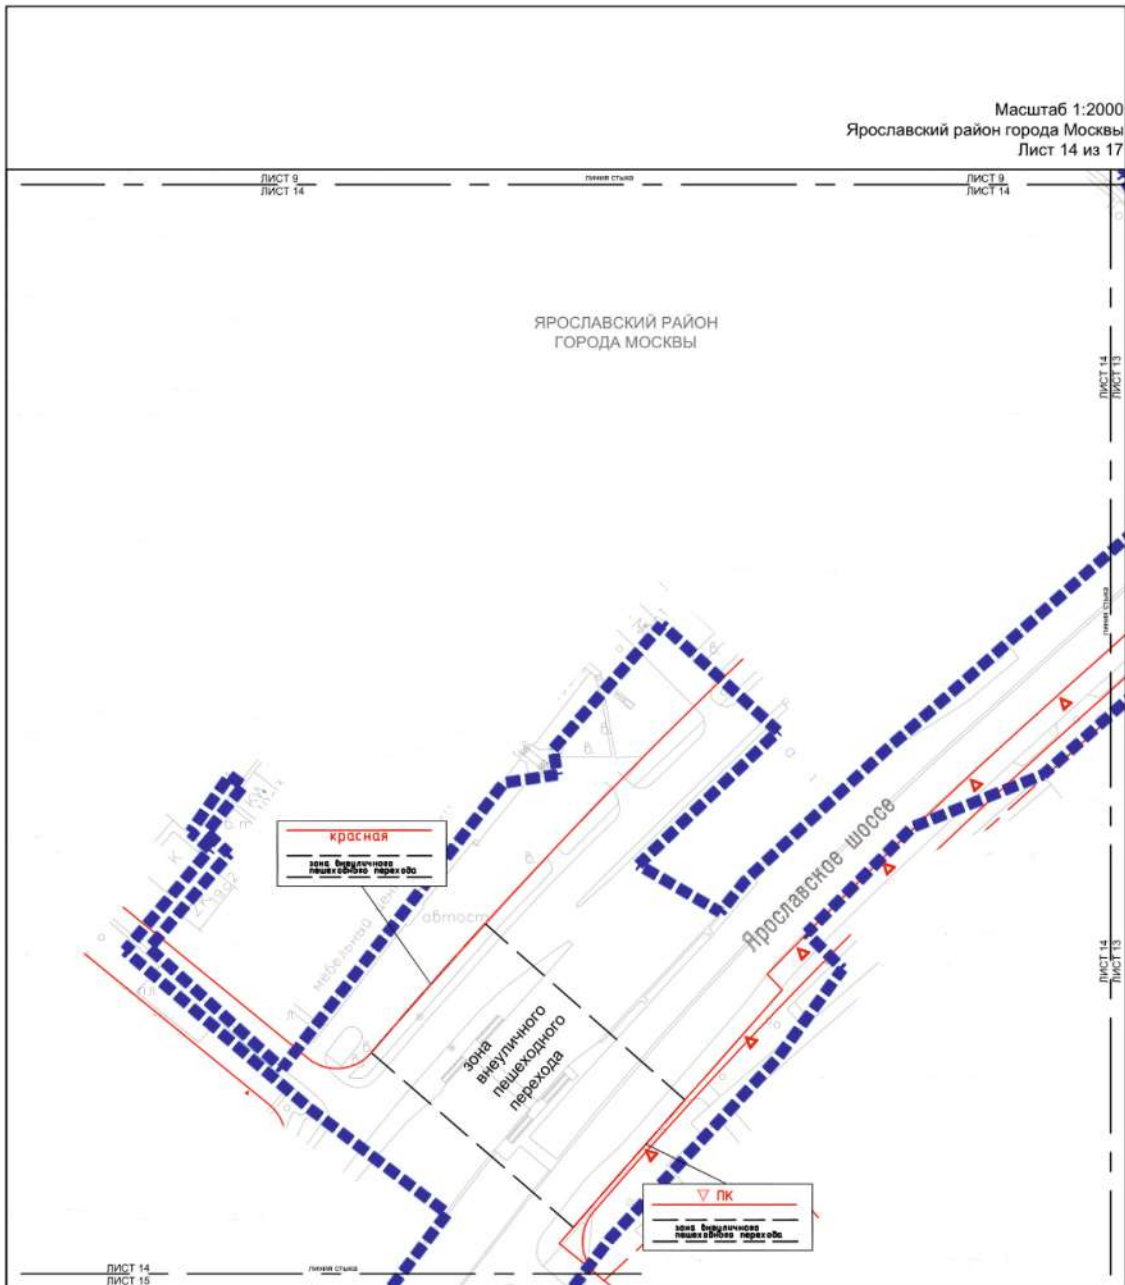 Масштаб 1:2000
Ярославский район города Москвы
Лист 14 из 17
ЛИСТ 9
ЛИСТ 14
линия стыка
ЛИСТ 9
ЛИСТ 14
ЯРОСЛАВСКИЙ РАЙОН
ГОРОДА МОСКВЫ
ЛИСТ 14
ЛИСТ 13
линия стыка
красная
зона внеуличного
пешеходного перехода
автост
Ярославское шоссе
мебельный цен
зона
внеуличного
пешеходного
перехода
ЛИСТ 14
ЛИСТ 13
▽ ПК
зона внеуличного
пешеходного перехода
ЛИСТ 14
ЛИСТ 15
линия стыка